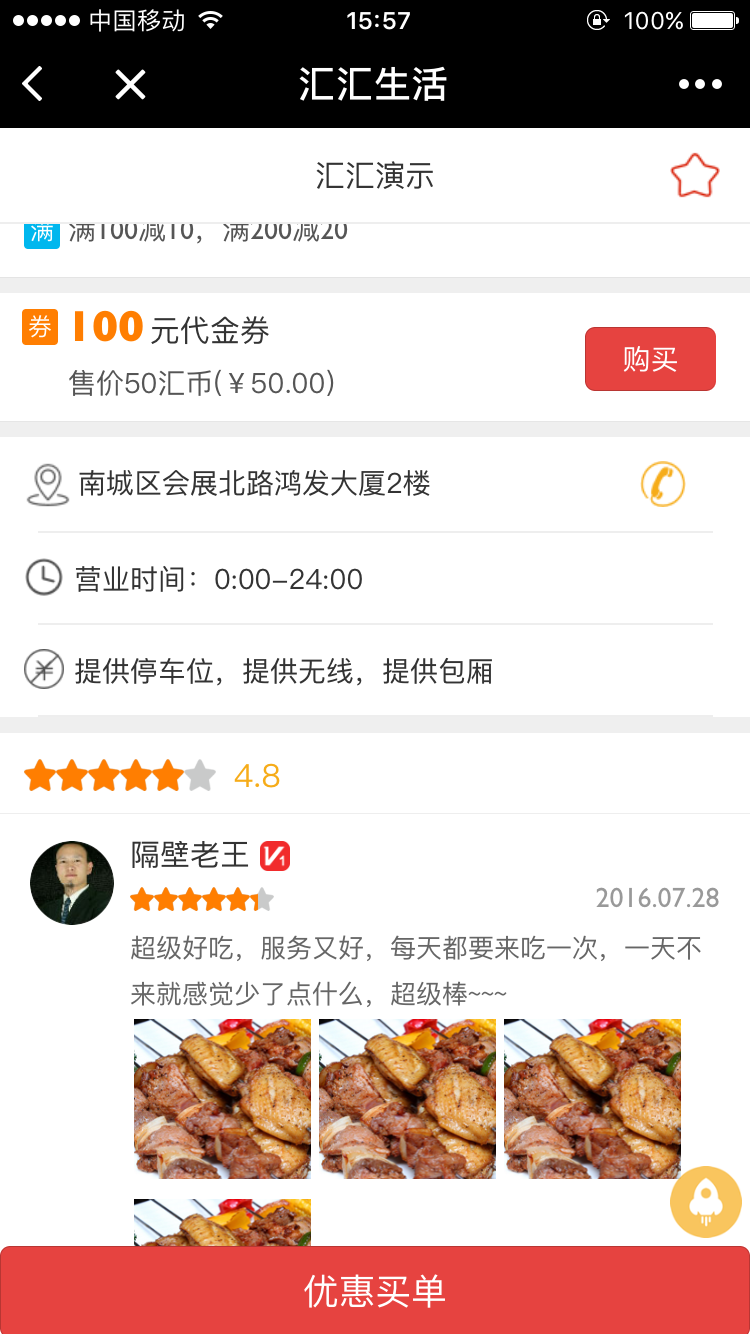 中国移动 15:57 100%
汇汇生活
汇汇演示
满 满100减10，满200减20
券 100元代金券
售价50汇币(￥50.00)
购买
南城区会展北路鸿发大厦2楼
营业时间：0:00-24:00
提供停车位，提供无线，提供包厢
4.8
隔壁老王 V1
2016.07.28
超级好吃，服务又好，每天都要来吃一次，一天不
来就感觉少了点什么，超级棒~~~
优惠买单